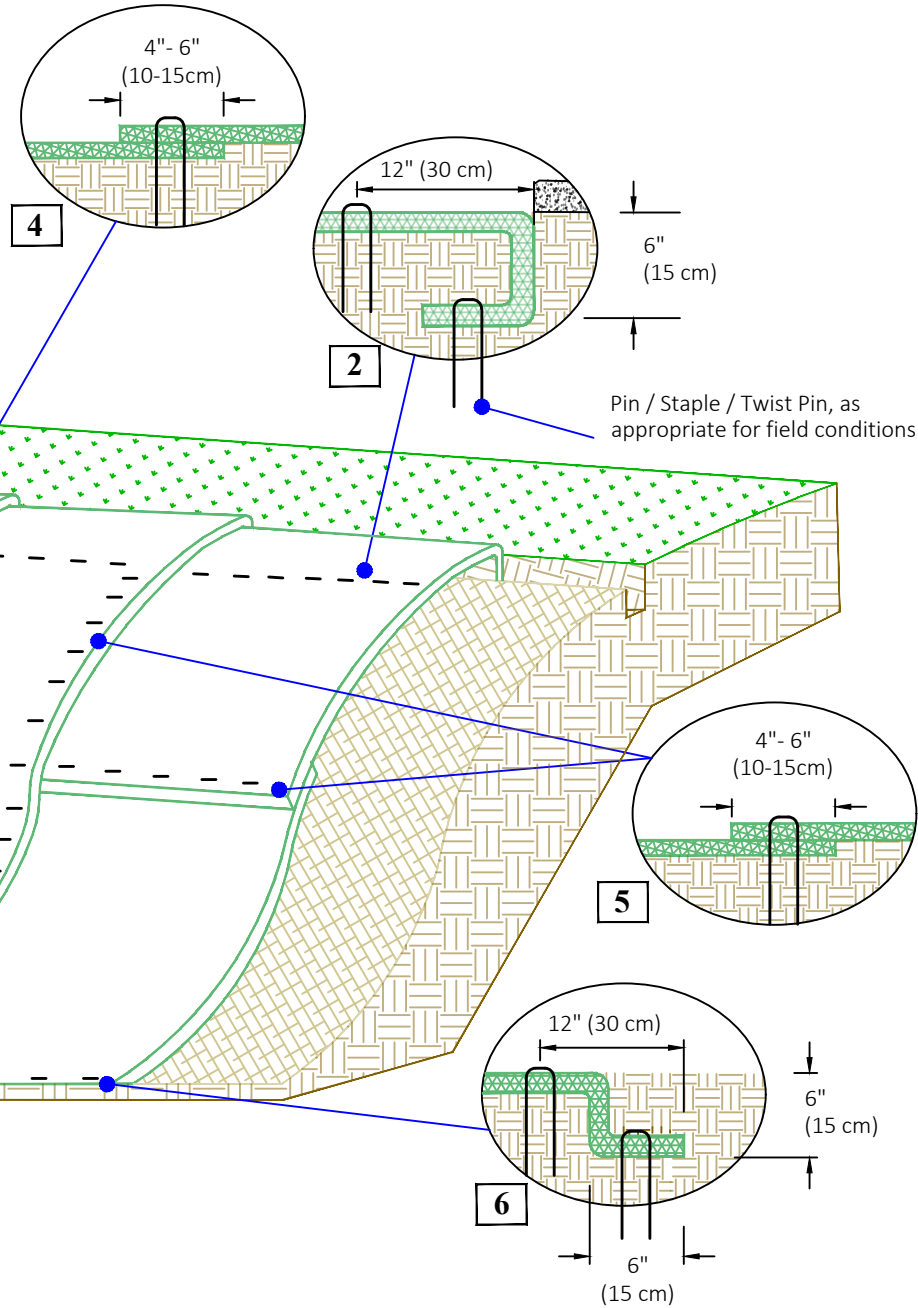 4"- 6"
(10-15cm)
4
12" (30 cm)
6"
(15 cm)
2
Pin / Staple / Twist Pin, as
appropriate for field conditions
4"- 6"
(10-15cm)
5
12" (30 cm)
6"
(15 cm)
6
6"
(15 cm)